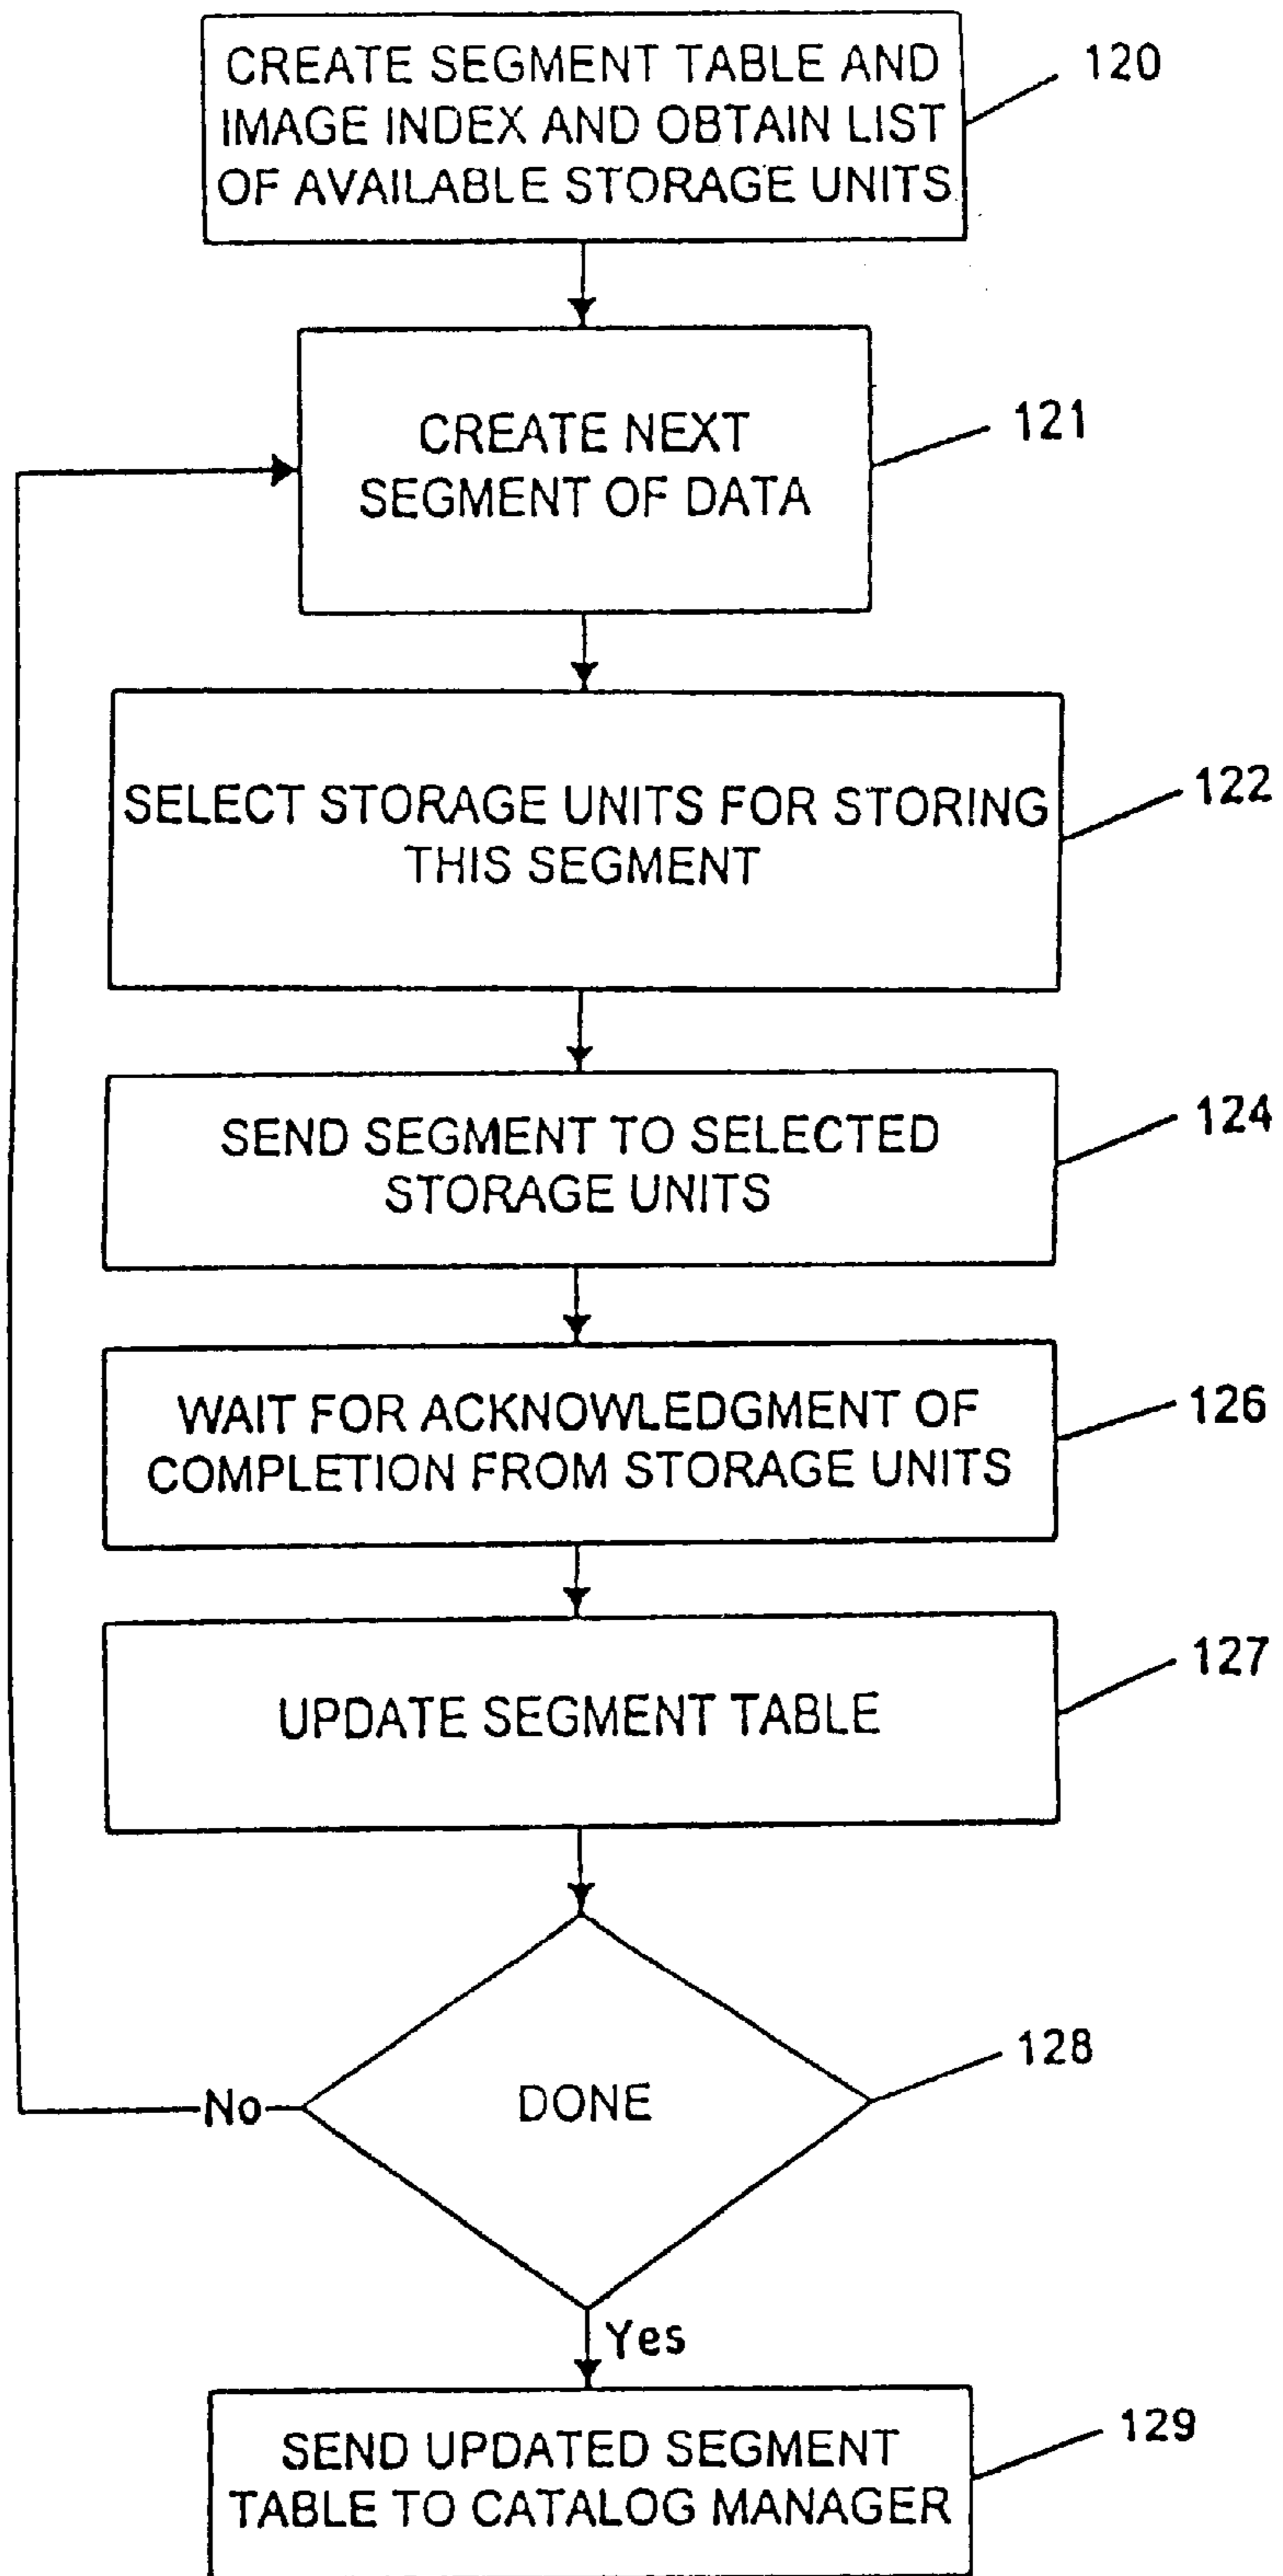 CREATE SEGMENT TABLE AND
IMAGE INDEX AND OBTAIN LIST
OF AVAILABLE STORAGE UNITS
120
CREATE NEXT
SEGMENT OF DATA
121
SELECT STORAGE UNITS FOR STORING
THIS SEGMENT
122
SEND SEGMENT TO SELECTED
STORAGE UNITS
124
WAIT FOR ACKNOWLEDGMENT OF
COMPLETION FROM STORAGE UNITS
126
UPDATE SEGMENT TABLE
127
DONE
128
No
Yes
SEND UPDATED SEGMENT
TABLE TO CATALOG MANAGER
129